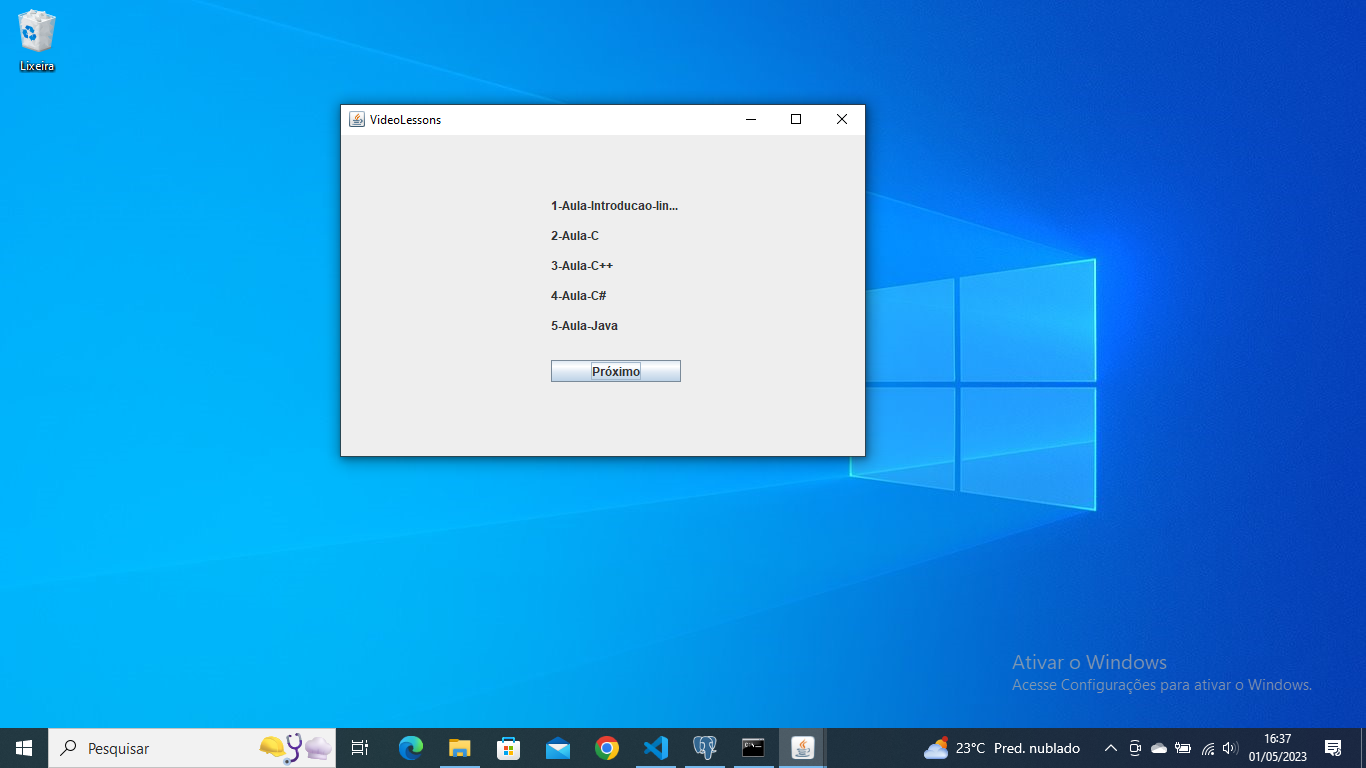 Lixeira
VideoLessons
1-Aula-Introducao-lin...
2-Aula-C
3-Aula-C++
4-Aula-C#
5-Aula-Java
Próximo
Ativar o Windows
Acesse Configurações para ativar o Windows.
Pesquisar
23°C Pred. nublado
16:37
01/05/2023